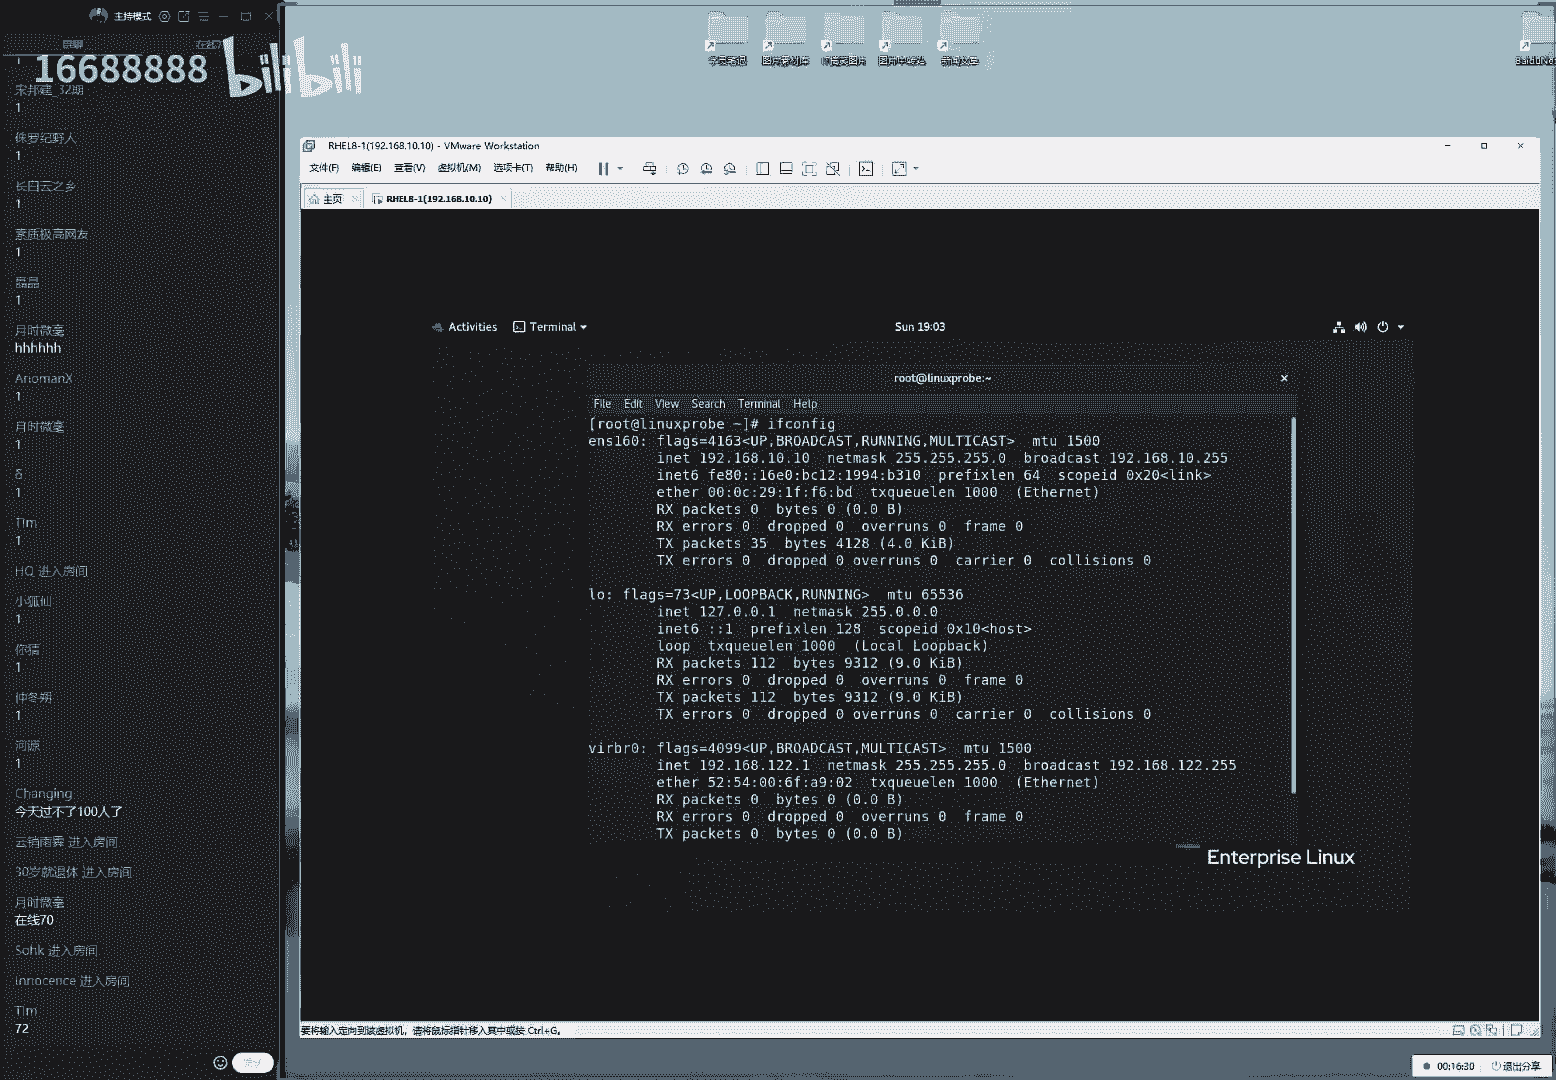 主持模式
16688888
bilibili
宋邦建_32期
1
侏罗纪野人
1
长白云之乡
1
素质极高网友
1
晶晶
1
月时微毫
hhhhhh
AnomanX
1
月时微毫
1
δ
1
Tim
1
HQ 进入房间
小狐仙
1
你猜
1
仲冬朔
1
河源
1
Changing
今天过不了100人了
云销雨霁 进入房间
30岁就退休 进入房间
月时微毫
在线70
Sohk 进入房间
innocence 进入房间
Tim
72
RHEL8-1(192.168.10.10) - VMware Workstation
文件(F) 编辑(E) 查看(V) 虚拟机(M) 选项卡(T) 帮助(H)
主页 RHEL8-1(192.168.10.10)
Activities Terminal Sun 19:03
root@linuxprobe:~
File Edit View Search Terminal Help
[root@linuxprobe ~]# ifconfig
ens160: flags=4163<UP,BROADCAST,RUNNING,MULTICAST> mtu 1500
inet 192.168.10.10 netmask 255.255.255.0 broadcast 192.168.10.255
inet6 fe80::16e0:bc12:1994:b310 prefixlen 64 scopeid 0x20<link>
ether 00:0c:29:1f:f6:bd txqueuelen 1000 (Ethernet)
RX packets 0 bytes 0 (0.0 B)
RX errors 0 dropped 0 overruns 0 frame 0
TX packets 35 bytes 4128 (4.0 KiB)
TX errors 0 dropped 0 overruns 0 carrier 0 collisions 0
lo: flags=73<UP,LOOPBACK,RUNNING> mtu 65536
inet 127.0.0.1 netmask 255.0.0.0
inet6 ::1 prefixlen 128 scopeid 0x10<host>
loop txqueuelen 1000 (Local Loopback)
RX packets 112 bytes 9312 (9.0 KiB)
RX errors 0 dropped 0 overruns 0 frame 0
TX packets 112 bytes 9312 (9.0 KiB)
TX errors 0 dropped 0 overruns 0 carrier 0 collisions 0
virbr0: flags=4099<UP,BROADCAST,MULTICAST> mtu 1500
inet 192.168.122.1 netmask 255.255.255.0 broadcast 192.168.122.255
ether 52:54:00:6f:a9:02 txqueuelen 1000 (Ethernet)
RX packets 0 bytes 0 (0.0 B)
RX errors 0 dropped 0 overruns 0 frame 0
TX packets 0 bytes 0 (0.0 B)
Enterprise Linux
要将输入定向到该虚拟机，请将鼠标指针移入其中或按 Ctrl+G。
00:16:30 退出分享